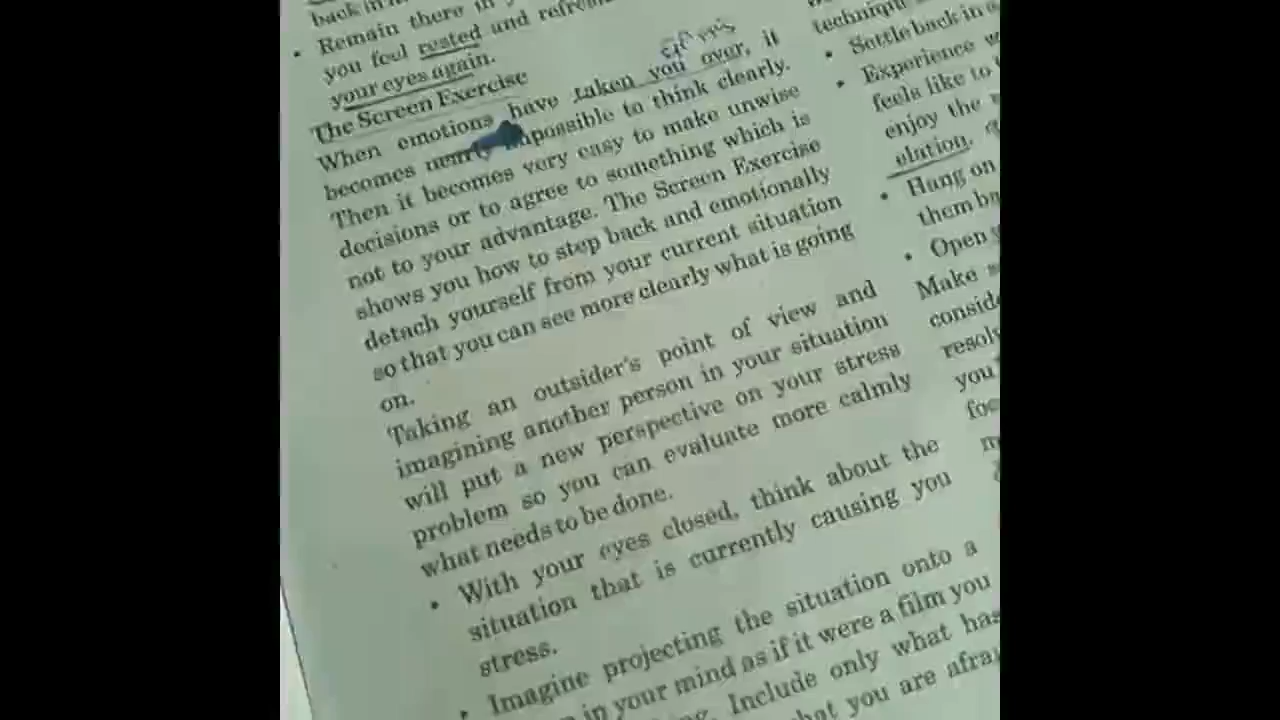 back in
• Remain there in
you feel rested and
your eyes again.
The Screen Exercise
When emotions have taken you over, it
becomes impossible to think clearly.
Then it becomes very easy to make unwise
decisions or to agree to something which is
not to your advantage. The Screen Exercise
shows you how to step back and emotionally
detach yourself from your current situation
so that you can see more clearly what is going
on.
Taking an outsider's point of view and
imagining another person in your situation
will put a new perspective on your stress
problem so you can evaluate more calmly
what needs to be done.
• With your eyes closed, think about the
situation that is currently causing you
stress.
• Imagine projecting the situation onto a
in your mind as if it were a film you
Include only what has
you are
• Settle back in
• Experience
feels like to
enjoy the
elation.
• Hang on
them
• Open
Make
resol
you